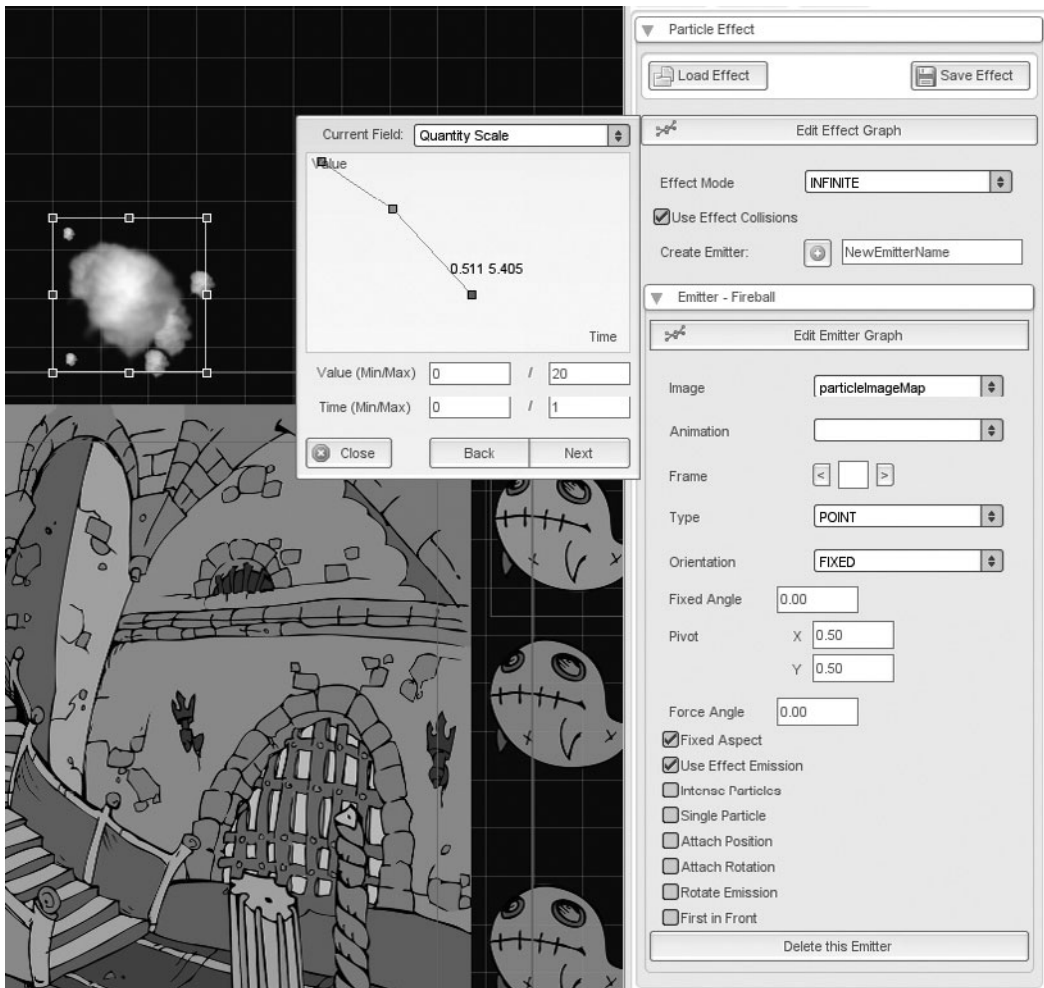 Particle Effect
Load Effect
Save Effect
Edit Effect Graph
Effect Mode
INFINITE
Use Effect Collisions
Create Emitter:
NewEmitterName
Emitter - Fireball
Edit Emitter Graph
Image
particleImageMap
Animation
Frame
<
>
Type
POINT
Orientation
FIXED
Fixed Angle
0.00
Pivot
X
0.50
Y
0.50
Force Angle
0.00
Fixed Aspect
Use Effect Emission
Intense Particles
Single Particle
Attach Position
Attach Rotation
Rotate Emission
First in Front
Delete this Emitter
Current Field:
Quantity Scale
Value
0.511 5.405
Time
Value (Min/Max)
0
/
20
Time (Min/Max)
0
/
1
Close
Back
Next